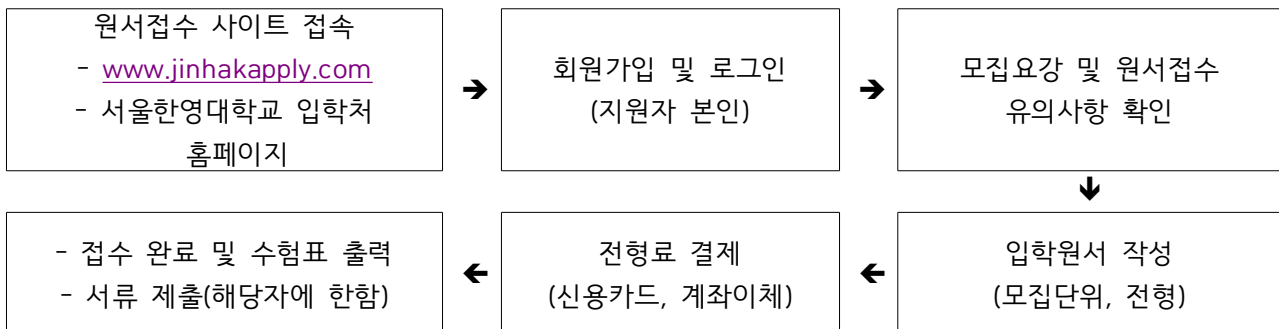 원서접수 사이트 접속
- www.jinhakapply.com
- 서울한영대학교 입학처
홈페이지
➔
회원가입 및 로그인
(지원자 본인)
➔
모집요강 및 원서접수
유의사항 확인
🡻
입학원서 작성
(모집단위, 전형)
🡸
전형료 결제
(신용카드, 계좌이체)
🡸
- 접수 완료 및 수험표 출력
- 서류 제출(해당자에 한함)